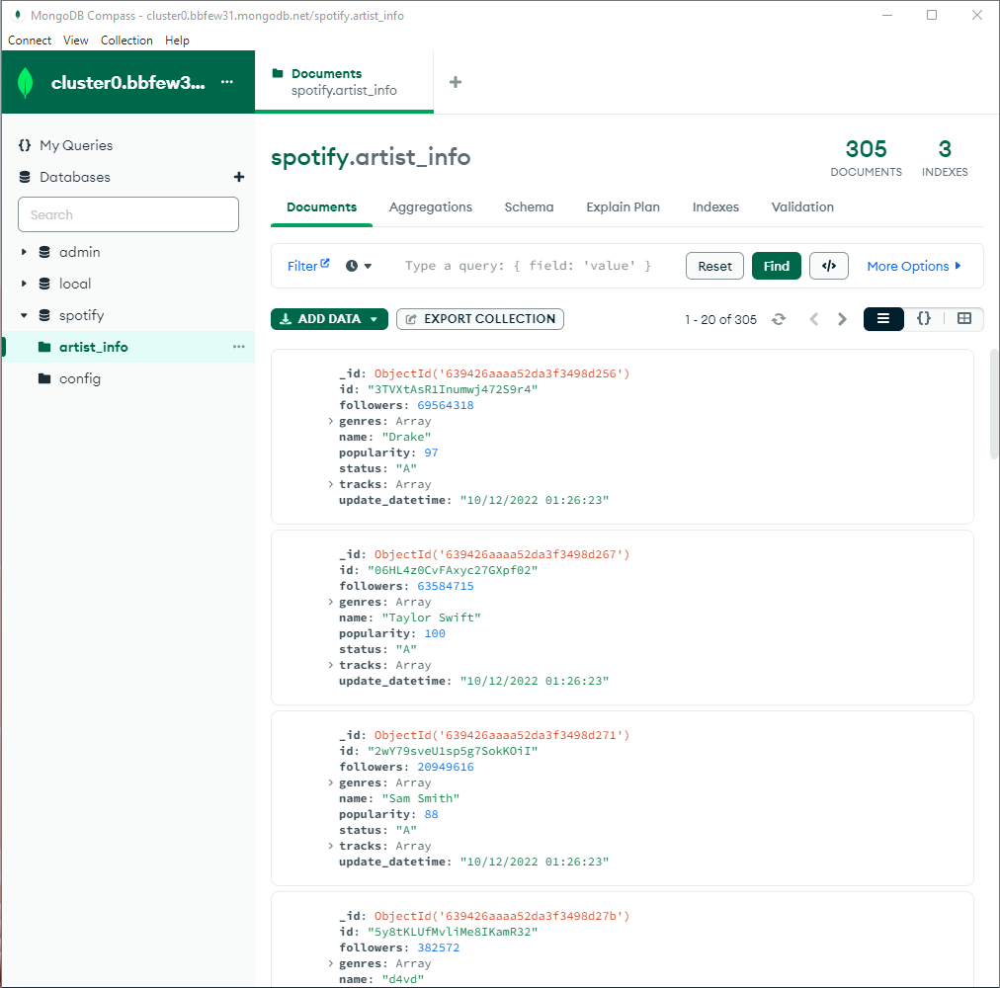 MongoDB Compass - cluster0.bbfew31.mongodb.net/spotify.artist_info
Connect View Collection Help
cluster0.bbfew3... ...
Documents
spotify.artist_info
+
{} My Queries
Databases +
Search
admin
local
spotify
artist_info ...
config
spotify.artist_info
305
DOCUMENTS
3
INDEXES
Documents Aggregations Schema Explain Plan Indexes Validation
Filter Type a query: { field: 'value' } Reset Find </> More Options
ADD DATA EXPORT COLLECTION 1 - 20 of 305 {}
_id: ObjectId('639426aaaa52da3f3498d256')
id: "3TVXtAsR1Inumwj472S9r4"
followers: 69564318
> genres: Array
name: "Drake"
popularity: 97
status: "A"
> tracks: Array
update_datetime: "10/12/2022 01:26:23"
_id: ObjectId('639426aaaa52da3f3498d267')
id: "06HL4z0CvFAxyc27GXpf02"
followers: 63584715
> genres: Array
name: "Taylor Swift"
popularity: 100
status: "A"
> tracks: Array
update_datetime: "10/12/2022 01:26:23"
_id: ObjectId('639426aaaa52da3f3498d271')
id: "2wY79sveU1sp5g7SokKOiI"
followers: 20949616
> genres: Array
name: "Sam Smith"
popularity: 88
status: "A"
> tracks: Array
update_datetime: "10/12/2022 01:26:23"
_id: ObjectId('639426aaaa52da3f3498d27b')
id: "5y8tKLUfMvliMe8IKamR32"
followers: 382572
> genres: Array
name: "d4vd"